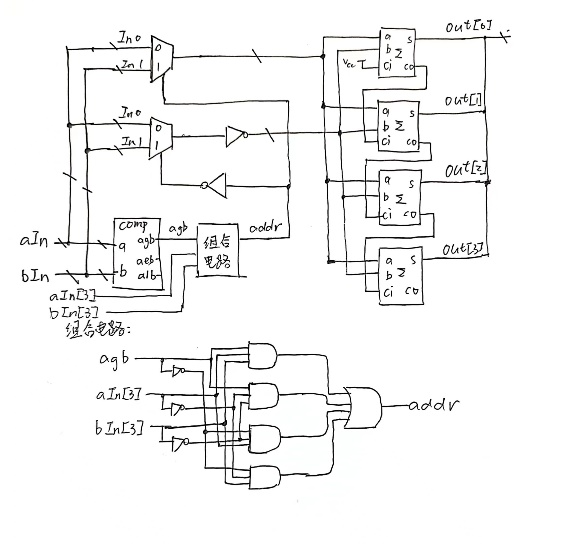 In0
0
In1
1
In0
0
In1
1
a
s
out[0]
b
Σ
Vcc
ci
co
a
s
out[1]
b
Σ
ci
co
a
s
out[2]
b
Σ
ci
co
a
s
out[3]
b
Σ
ci
co
comp
aIn
a
agb
agb
组合
电路
addr
aeb
bIn
b
alb
aIn[3]
bIn[3]
组合电路:
agb
aIn[3]
bIn[3]
addr